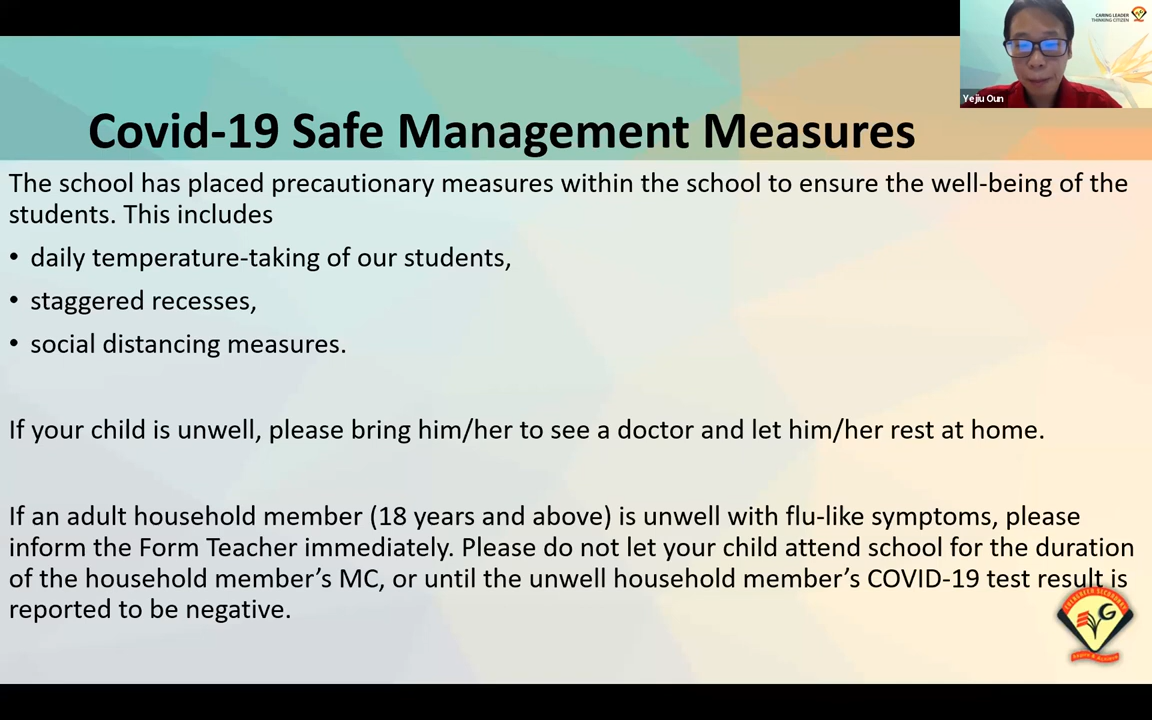 CARING LEADER
THINKING CITIZEN
Yejiu Oun
Covid-19 Safe Management Measures
The school has placed precautionary measures within the school to ensure the well-being of the
students. This includes
• daily temperature-taking of our students,
• staggered recesses,
• social distancing measures.
If your child is unwell, please bring him/her to see a doctor and let him/her rest at home.
If an adult household member (18 years and above) is unwell with flu-like symptoms, please
inform the Form Teacher immediately. Please do not let your child attend school for the duration
of the household member’s MC, or until the unwell household member’s COVID-19 test result is
reported to be negative.
EVERGREEN SECONDARY
Aspire & Achieve